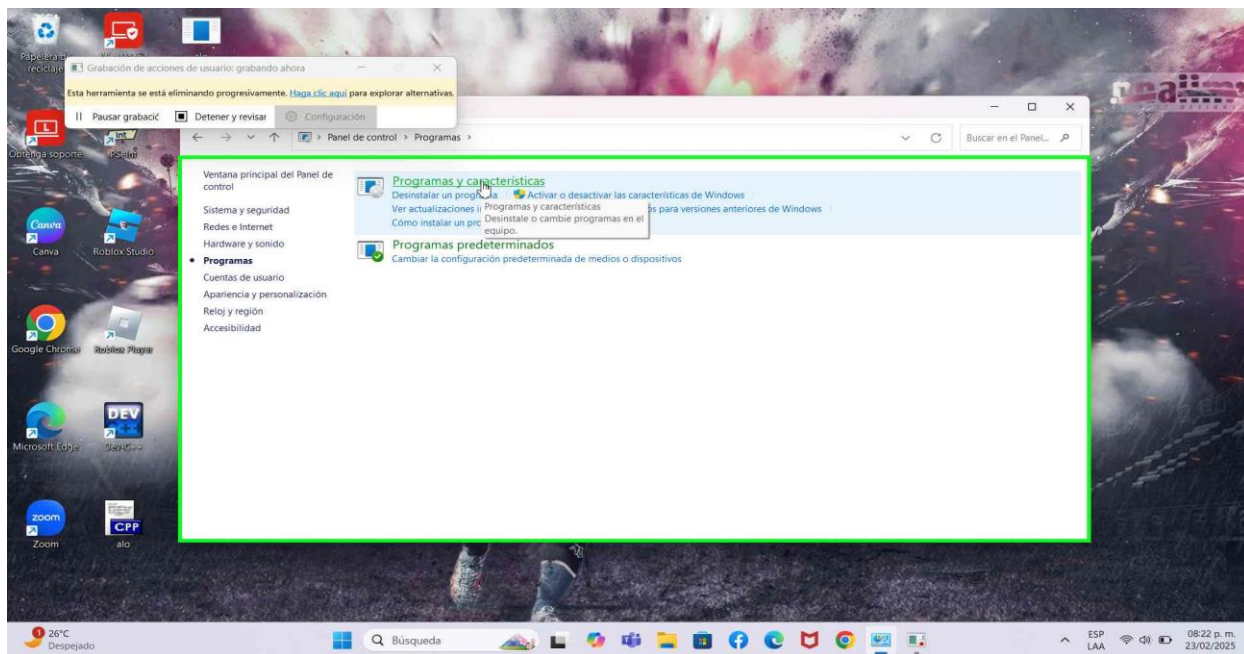 Papelera de
reciclaje
alo
Grabación de acciones de usuario: grabando ahora
Esta herramienta se está eliminando progresivamente. Haga clic aquí para explorar alternativas.
Pausar grabació
Detener y revisar
Configuración
Panel de control > Programas >
Buscar en el Panel...
Obtenga soporte
PSeInt
Ventana principal del Panel de
control
Sistema y seguridad
Redes e Internet
Hardware y sonido
Programas
Cuentas de usuario
Apariencia y personalización
Reloj y región
Accesibilidad
Programas y características
Desinstalar un programa
Activar o desactivar las características de Windows
Ver actualizaciones
s para versiones anteriores de Windows
Cómo instalar un
Programas y características
Desinstale o cambie programas en el
equipo.
Programas predeterminados
Cambiar la configuración predeterminada de medios o dispositivos
Canva
Canva
Roblox Studio
Google Chrome
Roblox Player
DEV
Microsoft Edge
Dev-C++
zoom
Zoom
CPP
alo
26°C
Despejado
Búsqueda
ESP
LAA
08:22 p. m.
23/02/2025